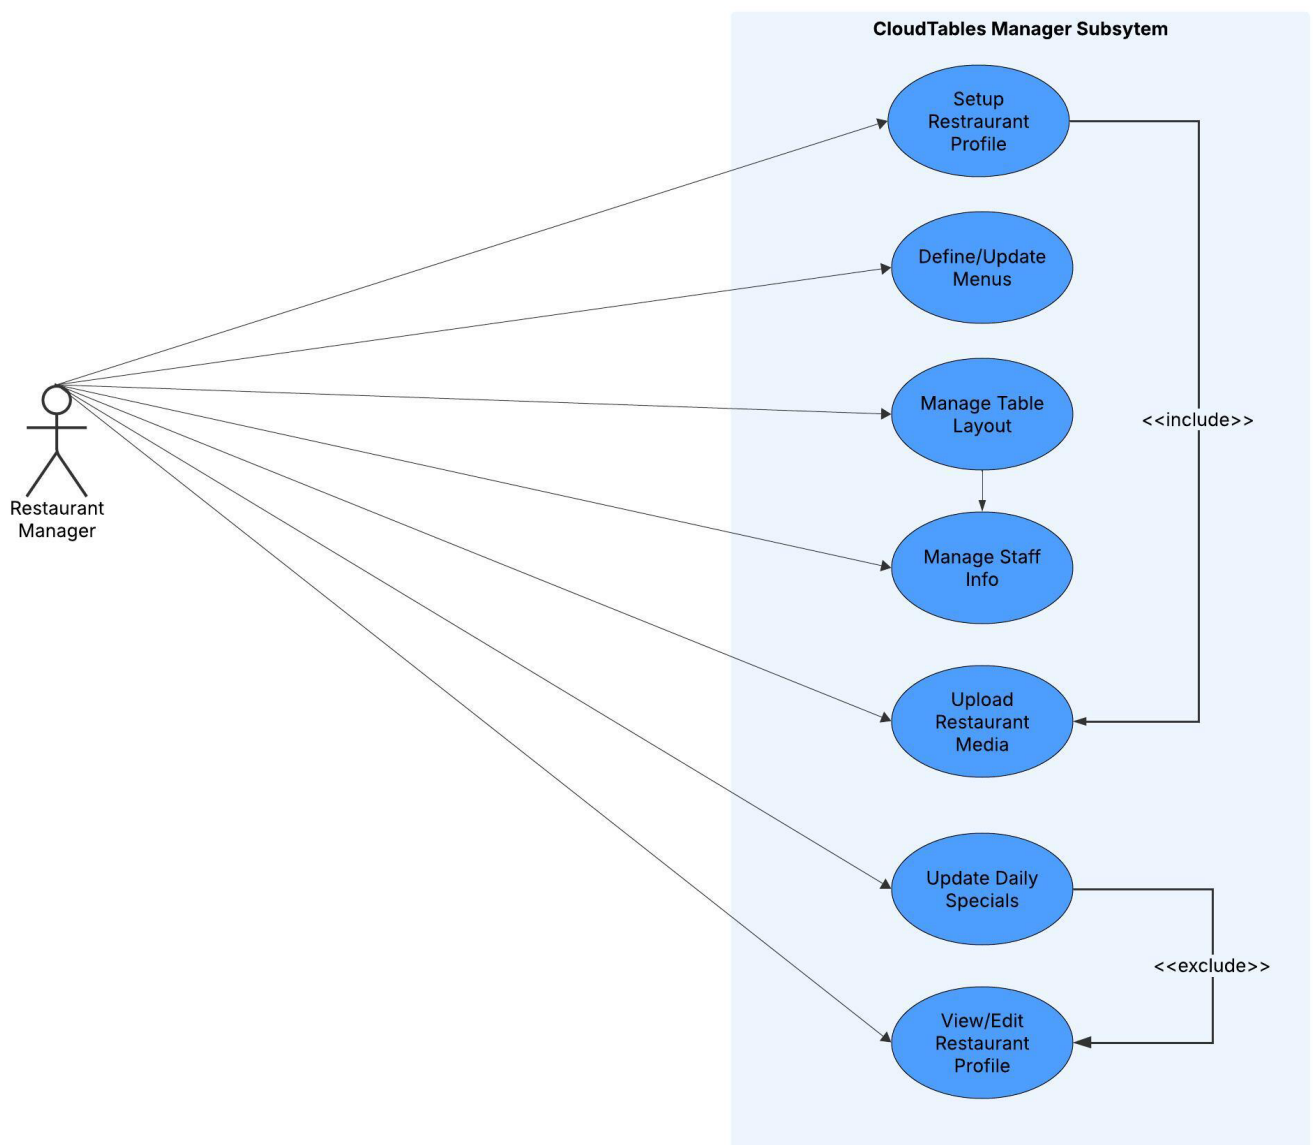 CloudTables Manager Subsytem
Setup
Restraurant
Profile
Define/Update
Menus
Manage Table
Layout
<<include>>
Restaurant
Manager
Manage Staff
Info
Upload
Restaurant
Media
Update Daily
Specials
<<exclude>>
View/Edit
Restaurant
Profile